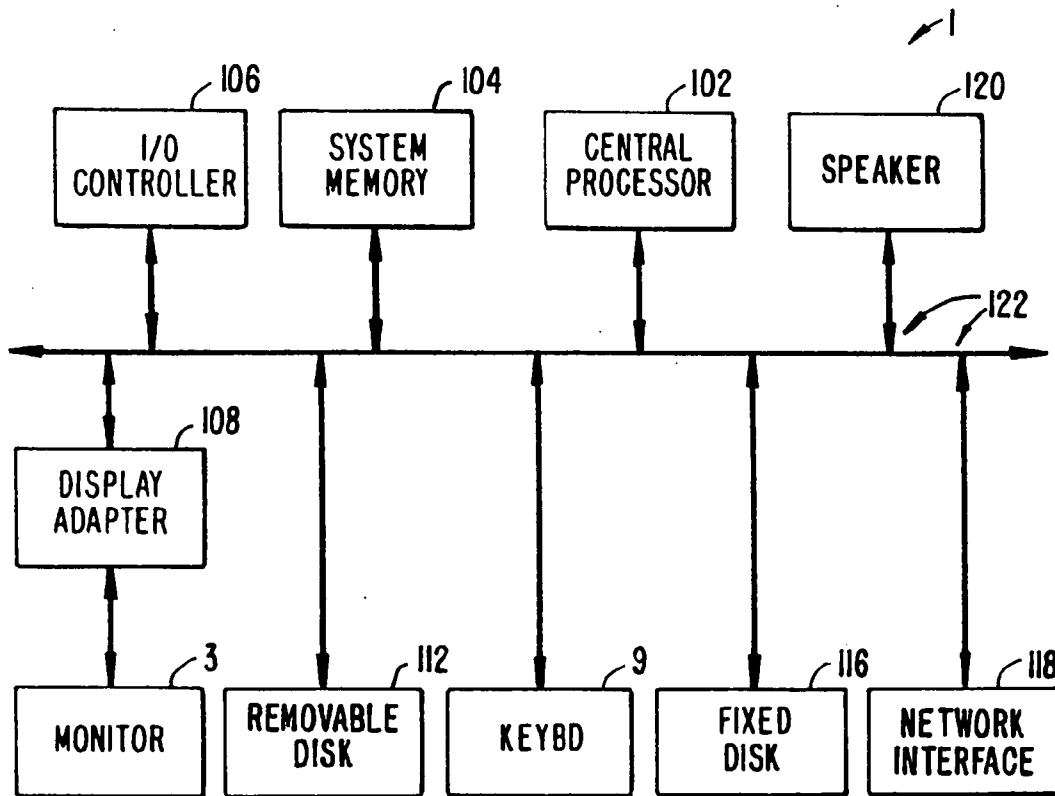 1
106
104
102
120
I/O
CONTROLLER
SYSTEM
MEMORY
CENTRAL
PROCESSOR
SPEAKER
122
108
DISPLAY
ADAPTER
3
112
9
116
118
MONITOR
REMOVABLE
DISK
KEYBD
FIXED
DISK
NETWORK
INTERFACE